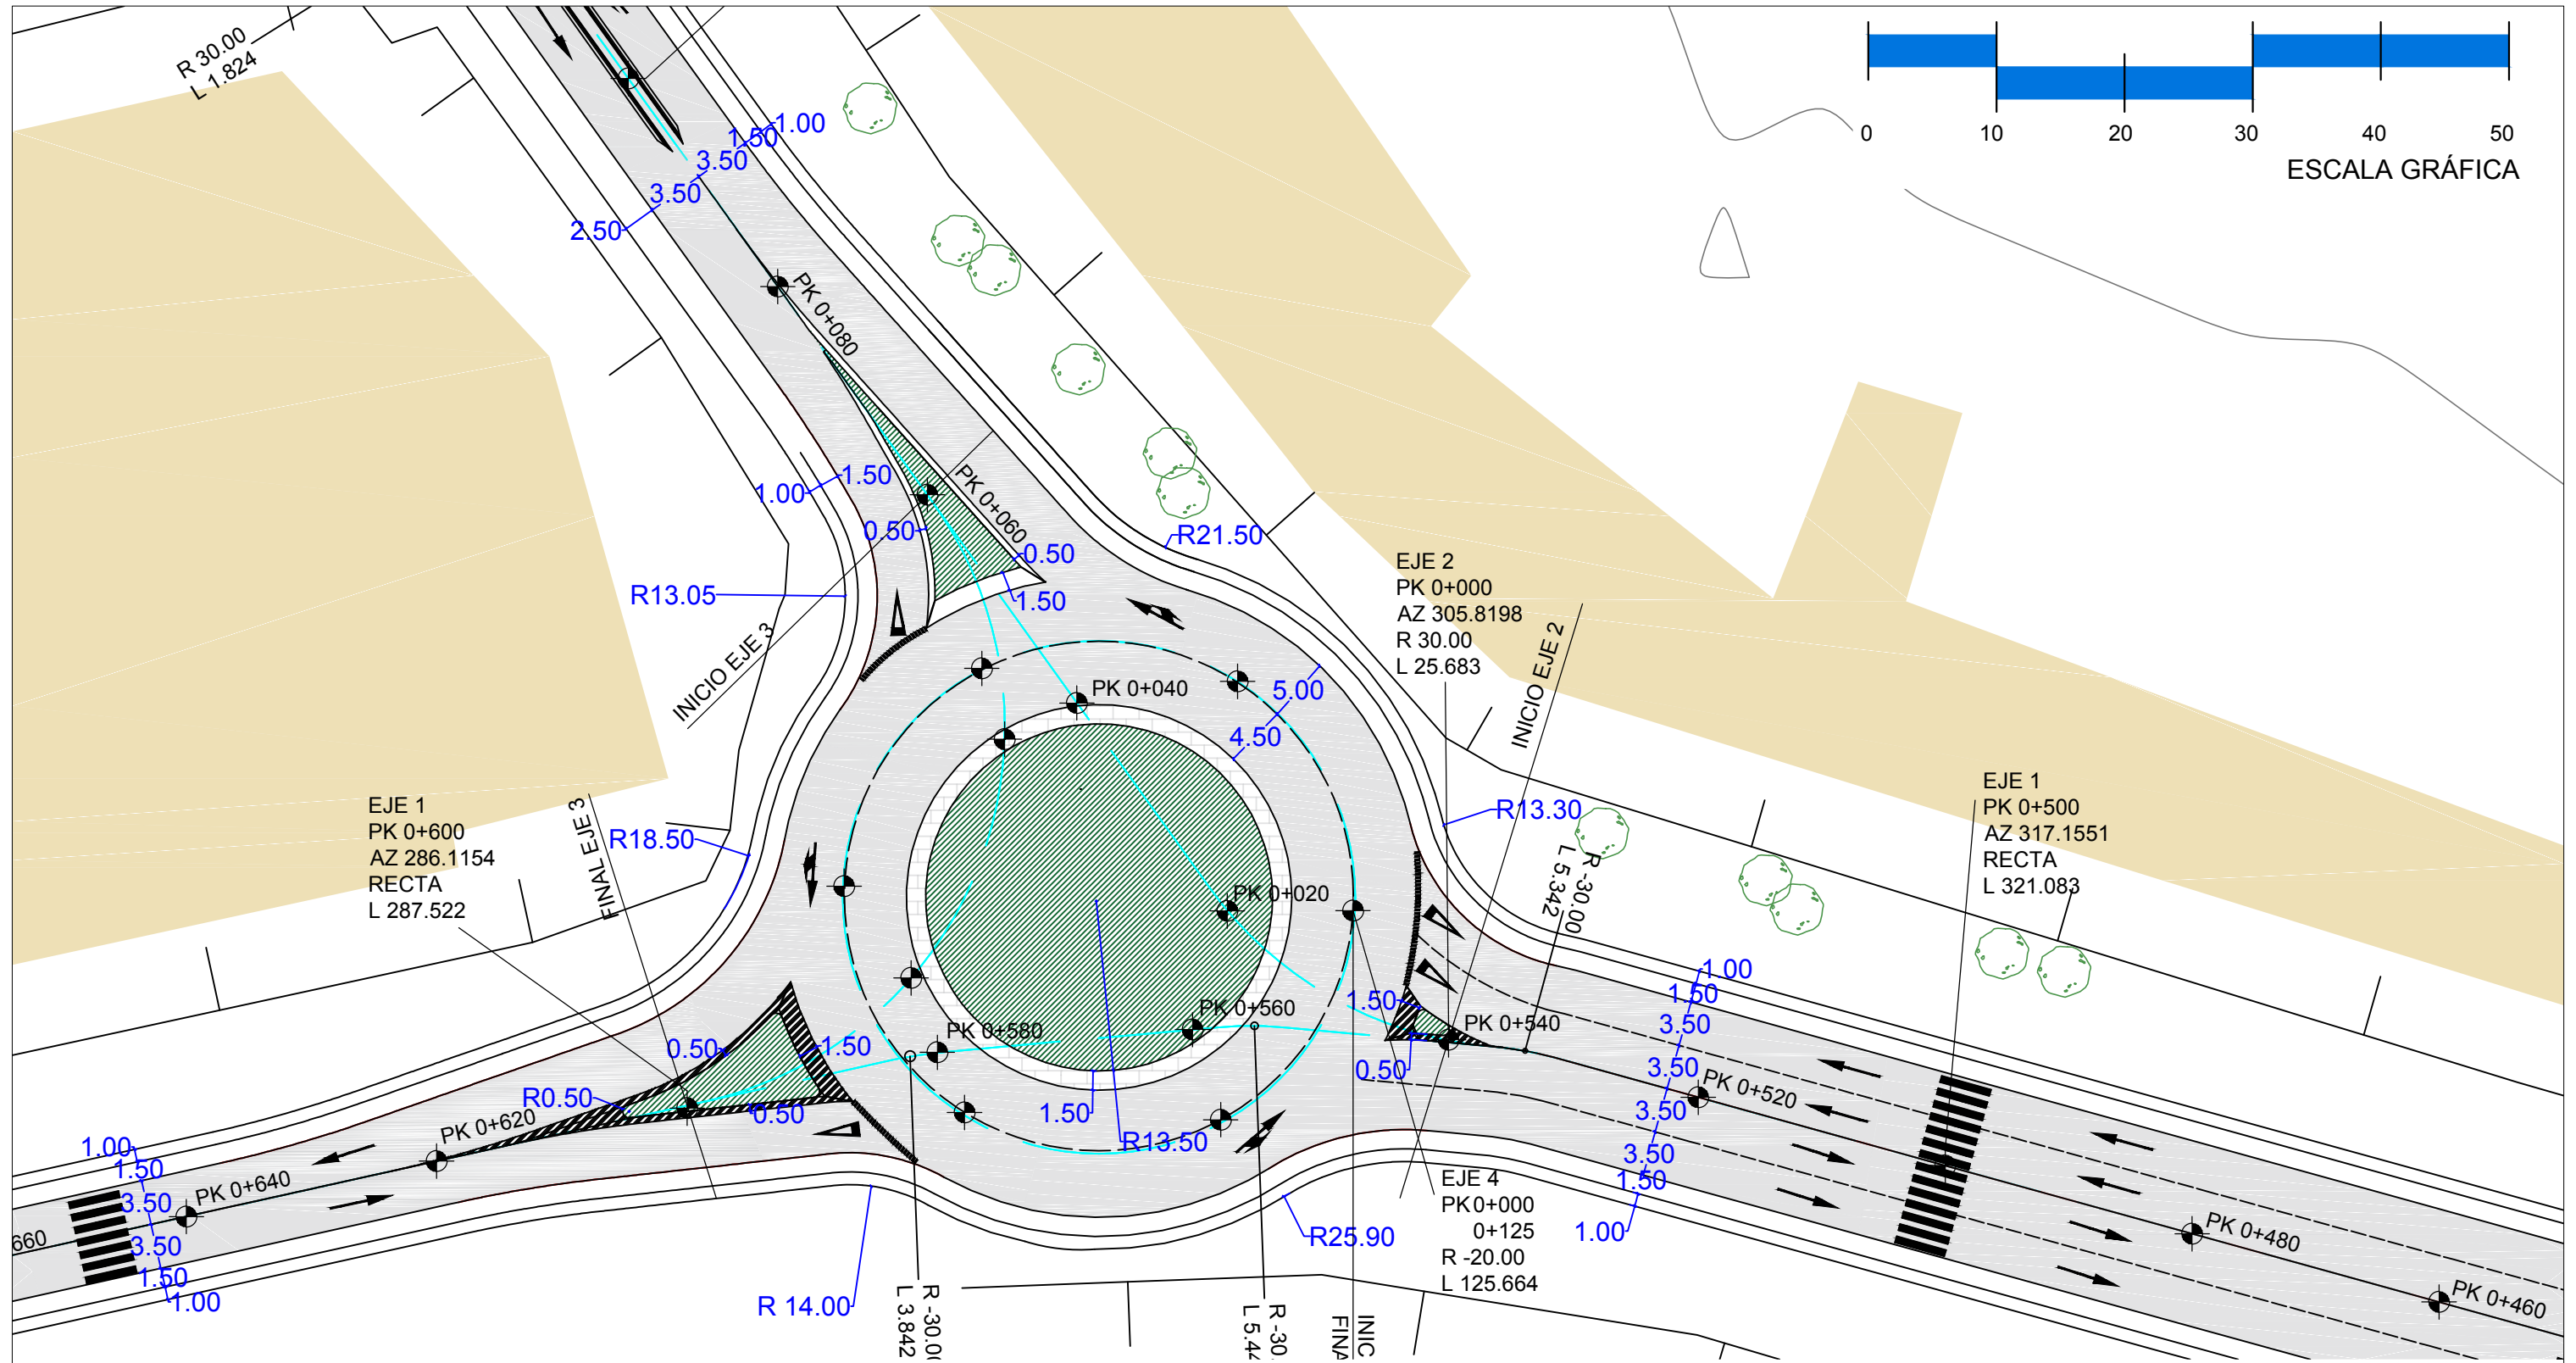 R 30.00
L 1.824
0 10 20 30 40 50
ESCALA GRÁFICA
1.00
1.50
3.50
3.50
2.50
PK 0+080
1.50
1.00
PK 0+060
0.50
0.50
1.50
R21.50
R13.05
INICIO EJE 3
EJE 2
PK 0+000
AZ 305.8198
R 30.00
L 25.683
INICIO EJE 2
PK 0+040
5.00
4.50
EJE 1
PK 0+500
AZ 317.1551
RECTA
L 321.083
EJE 1
PK 0+600
AZ 286.1154
RECTA
L 287.522
FINAL EJE 3
R18.50
R13.30
R -30.00
L 5.342
PK 0+020
PK 0+560
PK 0+580
1.50
PK 0+540
0.50
1.00
1.50
3.50
3.50
3.50
3.50
1.50
1.00
PK 0+520
0.50
1.50
R0.50
0.50
1.50
R13.50
PK 0+620
PK 0+640
660
1.00
1.50
3.50
3.50
1.50
1.00
EJE 4
PK0+000
0+125
R -20.00
L 125.664
R25.90
R 14.00
PK 0+480
PK 0+460
R -30.00
L 3.842
R -30.
L 5.44
INIC
FINA